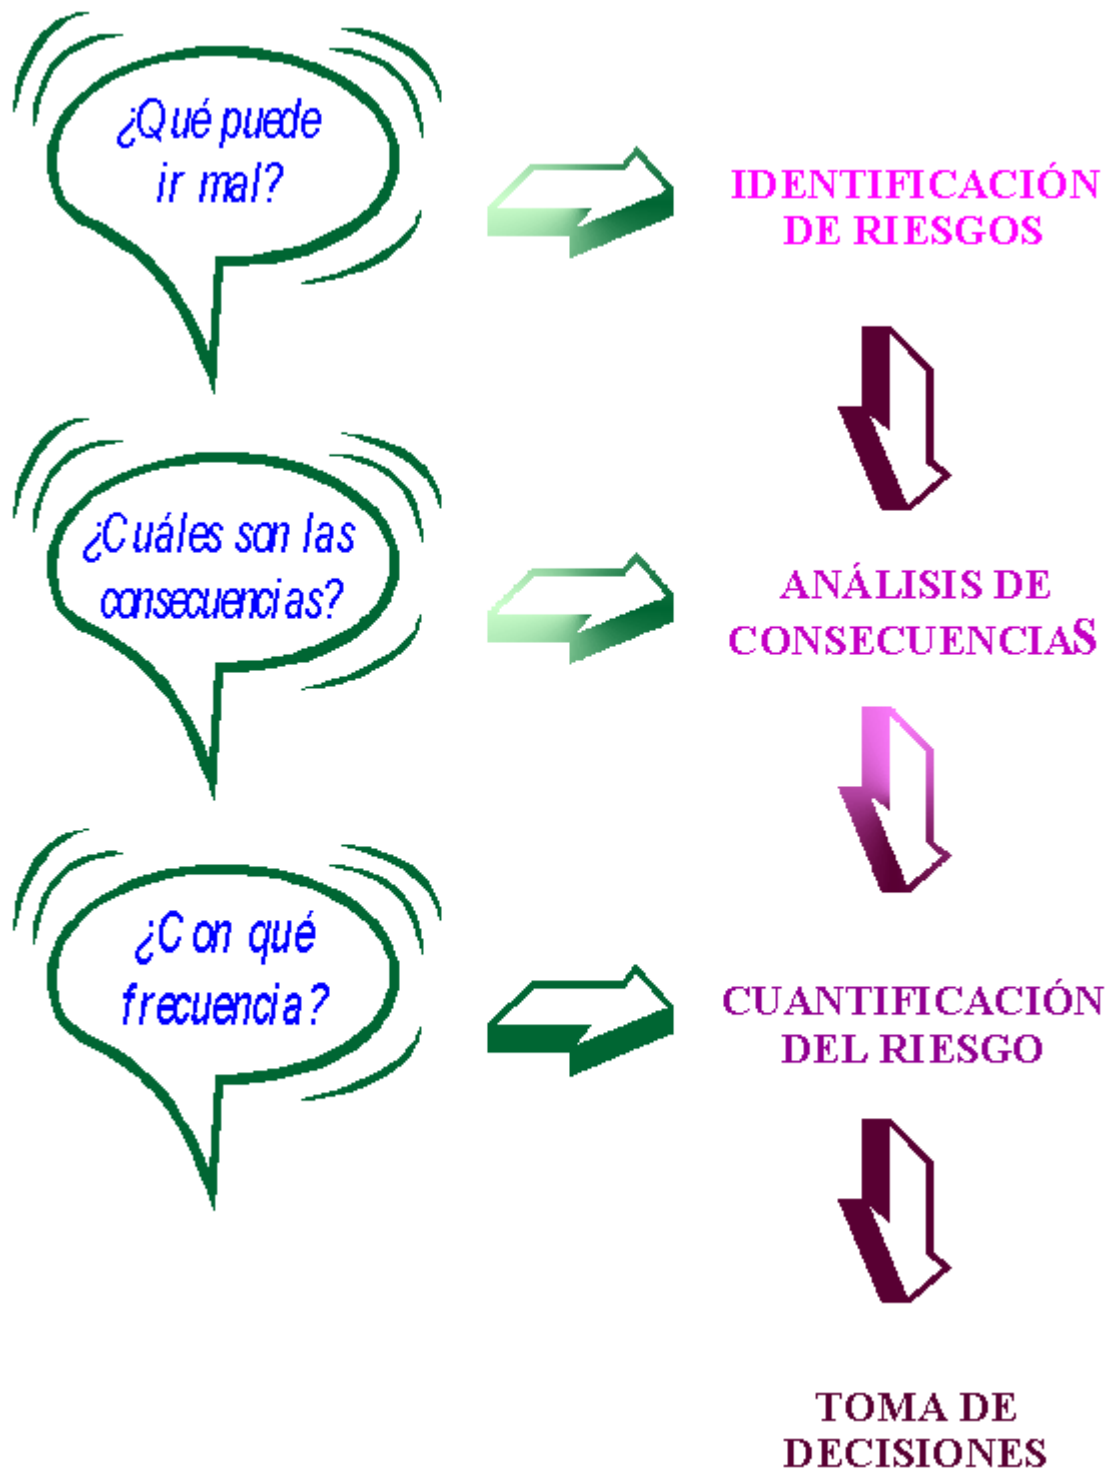 ¿Qué puede
ir mal?
IDENTIFICACIÓN
DE RIESGOS
¿Cuáles son las
consecuencias?
ANÁLISIS DE
CONSECUENCIAS
¿Con qué
frecuencia?
CUANTIFICACIÓN
DEL RIESGO
TOMA DE
DECISIONES